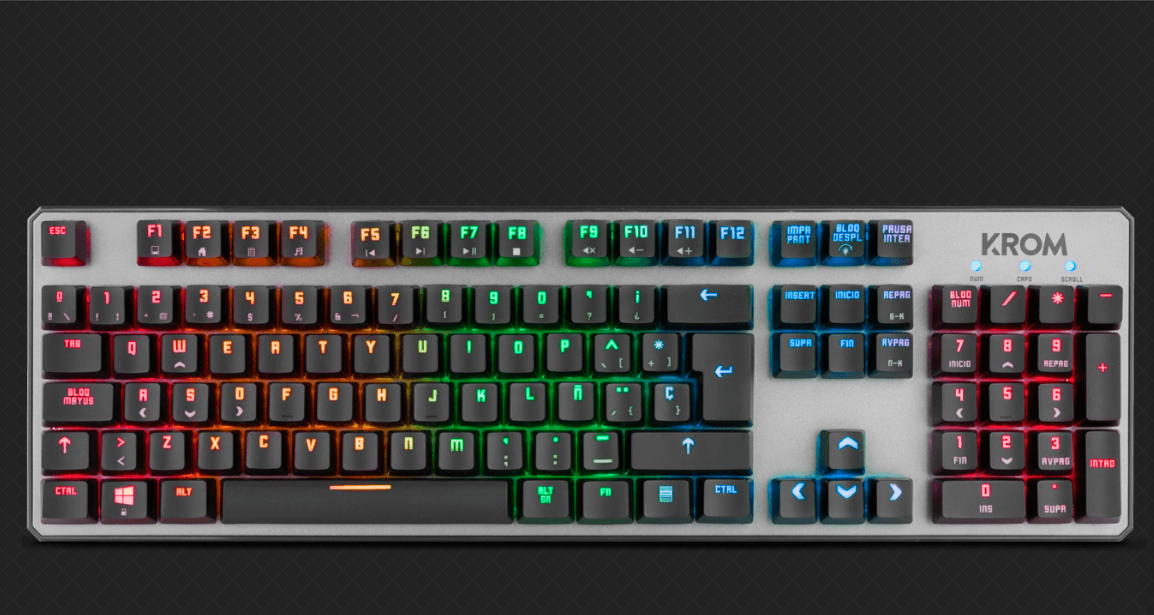 ESC F1 F2 F3 F4 F5 F6 F7 F8 F9 F10 F11 F12
IMPR PANT
BLOQ DESPL
PAUSA INTER
KROM
NUM CAPS SCROLL
º 1 2 3 4 5 6 7 8 9 0 ' ¡ ←
\ ! # $ % & ¬ / ( ) = ? ¿
INSERT INICIO REPAG
6-K
BLOQ NUM / * -
TAB Q W E R T Y U I O P ^ *
[ + ]
SUPR FIN AVPAG
N-K
7 8 9 +
INICIO REPAG
BLOQ MAYUS
A S D F G H J K L Ñ ¨ Ç
{ }
4 5 6
↑ > Z X C V B N M ; : _ ↑
<
1 2 3 INTRO
FIN AVPAG
CTRL ALT ALT GR FN CTRL
0 .
INS SUPR